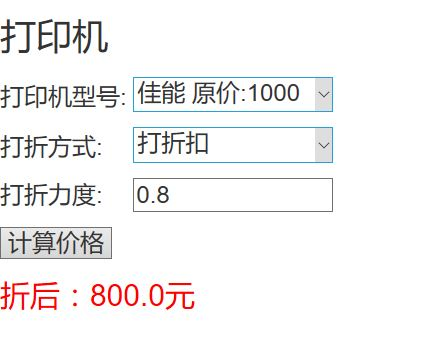 打印机
打印机型号: 佳能 原价:1000
打折方式: 打折扣
打折力度: 0.8
计算价格
折后：800.0元